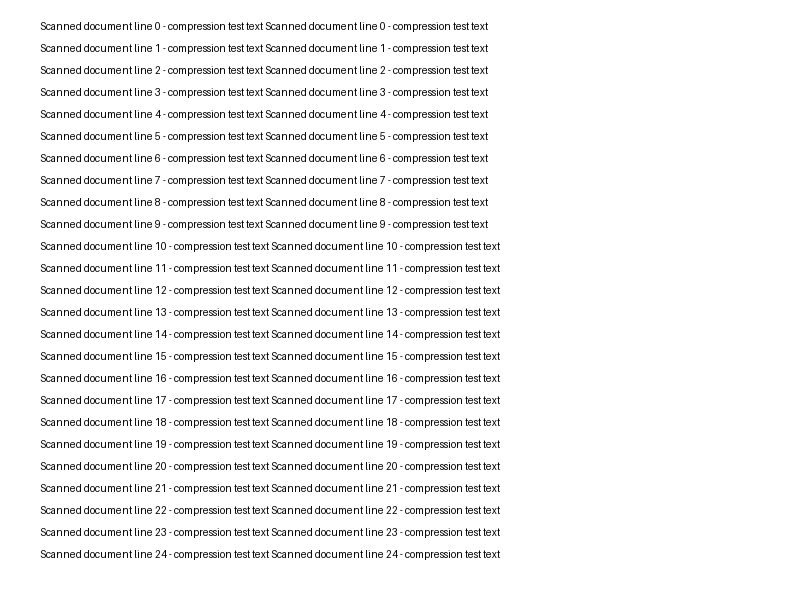 Scanned document line 0 - compression test text Scanned document line 0 - compression test text
Scanned document line 1 - compression test text Scanned document line 1 - compression test text
Scanned document line 2 - compression test text Scanned document line 2 - compression test text
Scanned document line 3 - compression test text Scanned document line 3 - compression test text
Scanned document line 4 - compression test text Scanned document line 4 - compression test text
Scanned document line 5 - compression test text Scanned document line 5 - compression test text
Scanned document line 6 - compression test text Scanned document line 6 - compression test text
Scanned document line 7 - compression test text Scanned document line 7 - compression test text
Scanned document line 8 - compression test text Scanned document line 8 - compression test text
Scanned document line 9 - compression test text Scanned document line 9 - compression test text
Scanned document line 10 - compression test text Scanned document line 10 - compression test text
Scanned document line 11 - compression test text Scanned document line 11 - compression test text
Scanned document line 12 - compression test text Scanned document line 12 - compression test text
Scanned document line 13 - compression test text Scanned document line 13 - compression test text
Scanned document line 14 - compression test text Scanned document line 14 - compression test text
Scanned document line 15 - compression test text Scanned document line 15 - compression test text
Scanned document line 16 - compression test text Scanned document line 16 - compression test text
Scanned document line 17 - compression test text Scanned document line 17 - compression test text
Scanned document line 18 - compression test text Scanned document line 18 - compression test text
Scanned document line 19 - compression test text Scanned document line 19 - compression test text
Scanned document line 20 - compression test text Scanned document line 20 - compression test text
Scanned document line 21 - compression test text Scanned document line 21 - compression test text
Scanned document line 22 - compression test text Scanned document line 22 - compression test text
Scanned document line 23 - compression test text Scanned document line 23 - compression test text
Scanned document line 24 - compression test text Scanned document line 24 - compression test text